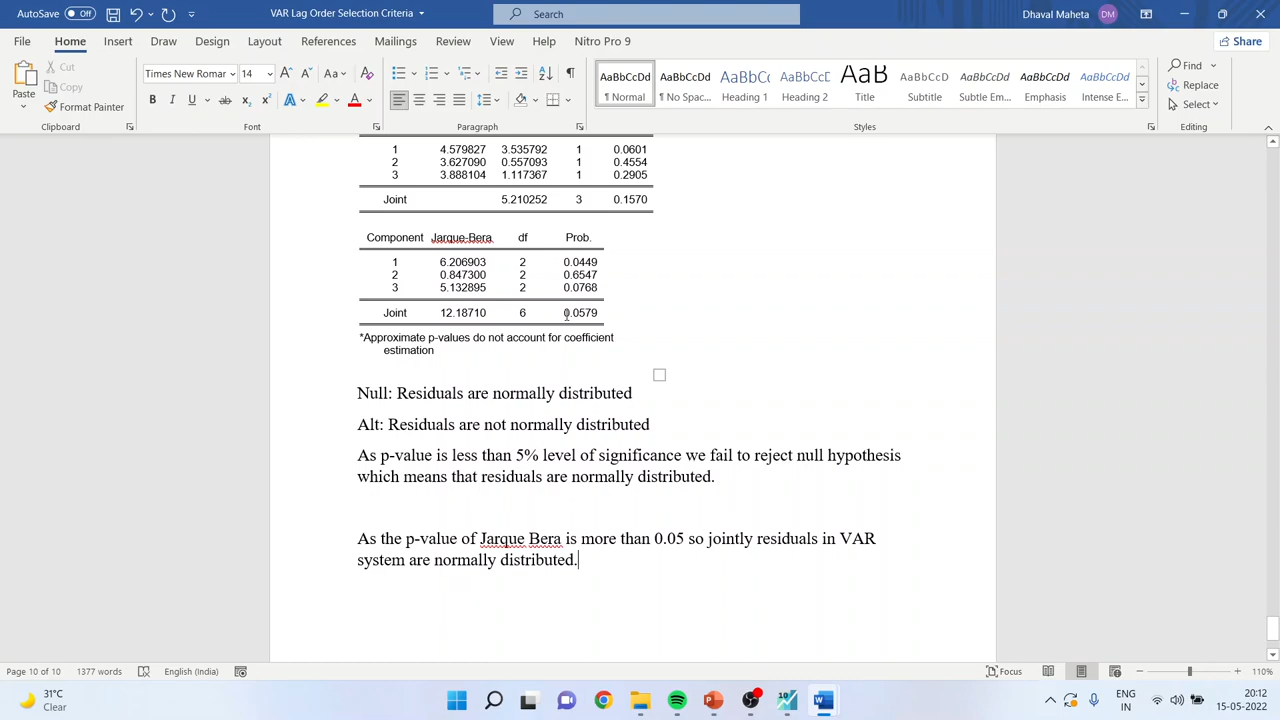 AutoSave Off VAR Lag Order Selection... Search Dhaval Maheta DM
File Home Insert Draw Design Layout References Mailings Review View Help Nitro Pro 9 Share
Paste Cut Copy Format Painter
Times New Romar 14 Aa
AaBbCcDd AaBbCcDd AaBbCc AaBbCcD AaB AaBbCcD AaBbCcDd AaBbCcDd AaBbCcDd
¶ Normal ¶ No Spac... Heading 1 Heading 2 Title Subtitle Subtle Em... Emphasis Intense E...
Find Replace Select
Clipboard Font Paragraph Styles Editing
1 4.579827 3.535792 1 0.0601
2 3.627090 0.557093 1 0.4554
3 3.888104 1.117367 1 0.2905
Joint 5.210252 3 0.1570
Component Jarque-Bera df Prob.
1 6.206903 2 0.0449
2 0.847300 2 0.6547
3 5.132895 2 0.0768
Joint 12.18710 6 0.0579
*Approximate p-values do not account for coefficient
estimation
Null: Residuals are normally distributed
Alt: Residuals are not normally distributed
As p-value is less than 5% level of significance we fail to reject null hypothesis
which means that residuals are normally distributed.
As the p-value of Jarque Bera is more than 0.05 so jointly residuals in VAR
system are normally distributed.
Page 10 of 10 1377 words English (India) Focus 110%
31°C
Clear
ENG
IN
20:12
15-05-2022